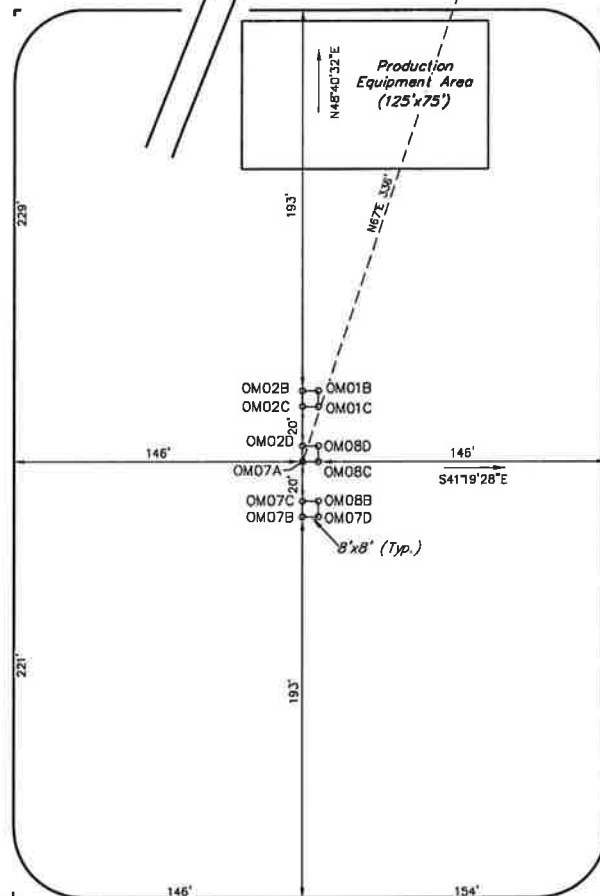 Production
Equipment Area
(125'x75')
N48°40'32"E
229'
193'
N67°E 336'
OM02B
OM01B
OM02C
OM01C
20'
OM02D
OM08D
146'
146'
OM07A
OM08C
S41°19'28"E
20'
OM07C
OM08B
OM07B
OM07D
8'x8' (Typ.)
221'
193'
146'
154'